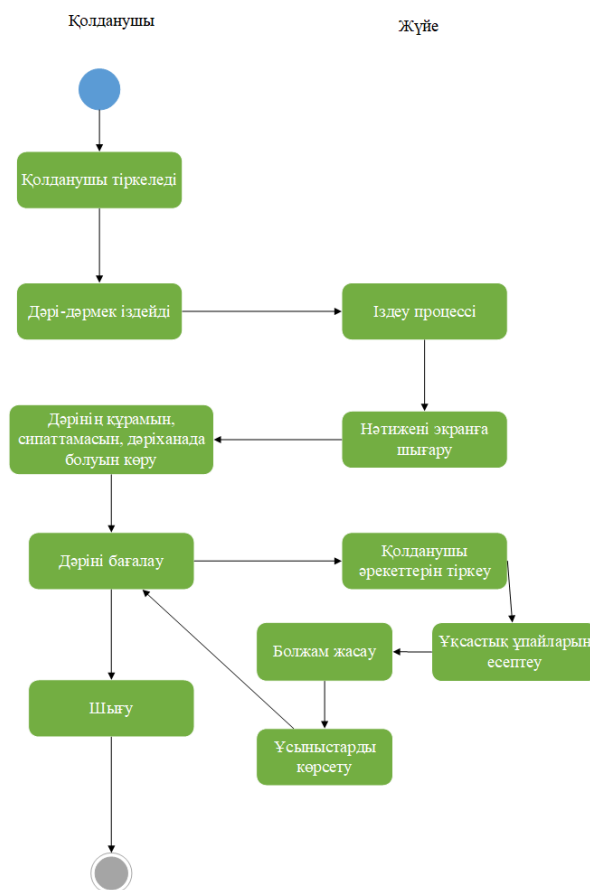 Қолданушы
Жүйе
Қолданушы тіркеледі
Дәрі-дәрмек іздейді
Іздеу процессі
Дәрінің құрамын,
сипаттамасын, дәріханада
болуын көру
Нәтижені экранға
шығару
Дәріні бағалау
Қолданушы
әрекеттерін тіркеу
Болжам жасау
Ұқсастық ұпайларын
есептеу
Шығу
Ұсыныстарды
көрсету